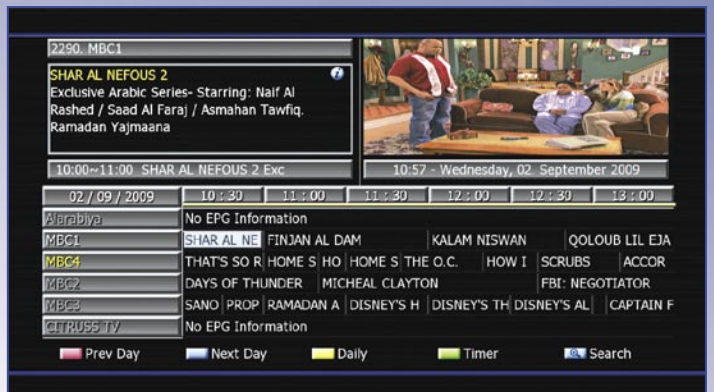 2290. MBC1
SHAR AL NEFOUS 2
Exclusive Arabic Series- Starring: Naif Al
Rashed / Saad Al Faraj / Asmahan Tawfiq.
Ramadan Yajmaana
10:00~11:00 SHAR AL NEFOUS 2 Exc
10:57 - Wednesday, 02 September 2009
02 / 09 / 2009 10 : 30 11 : 00 11 : 30 12 : 00 12 : 30 13 : 00
Alarabiya No EPG Information
MBC1 SHAR AL NE FINJAN AL DAM KALAM NISWAN QOLOUB LIL EJA
MBC4 THAT'S SO R HOME S HO HOME S THE O.C. HOW I SCRUBS ACCOR
MBC2 DAYS OF THUNDER MICHEAL CLAYTON FBI: NEGOTIATOR
MBC3 SANO PROP RAMADAN A DISNEY'S H DISNEY'S TH DISNEY'S AL CAPTAIN F
CITRUSS TV No EPG Information
Prev Day Next Day Daily Timer Search